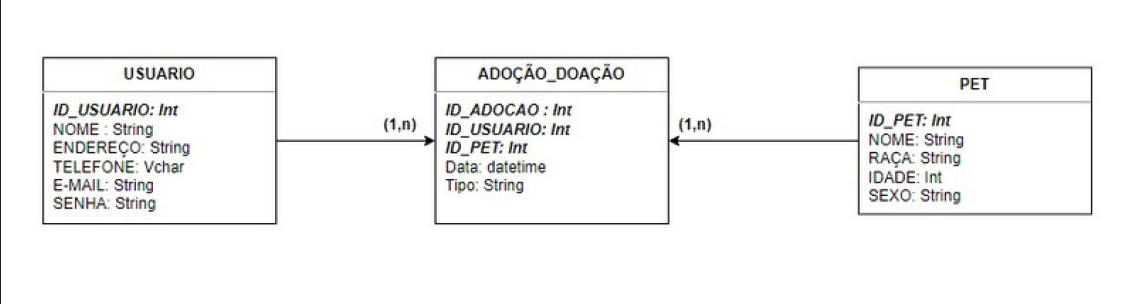 USUARIO
ID_USUARIO: Int
NOME : String
ENDEREÇO: String
TELEFONE: Vchar
E-MAIL: String
SENHA: String
(1,n)
ADOÇÃO_DOAÇÃO
ID_ADOCAO : Int
ID_USUARIO: Int
ID_PET: Int
Data: datetime
Tipo: String
(1,n)
PET
ID_PET: Int
NOME: String
RAÇA: String
IDADE: Int
SEXO: String